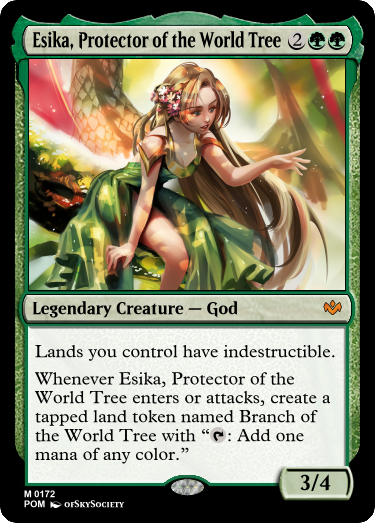 Esika, Protector of the World Tree 2
Legendary Creature — God
Lands you control have indestructible.
Whenever Esika, Protector of the
World Tree enters or attacks, create a
tapped land token named Branch of
the World Tree with “: Add one
mana of any color.”
3/4
M 0172
POM ofSkySociety